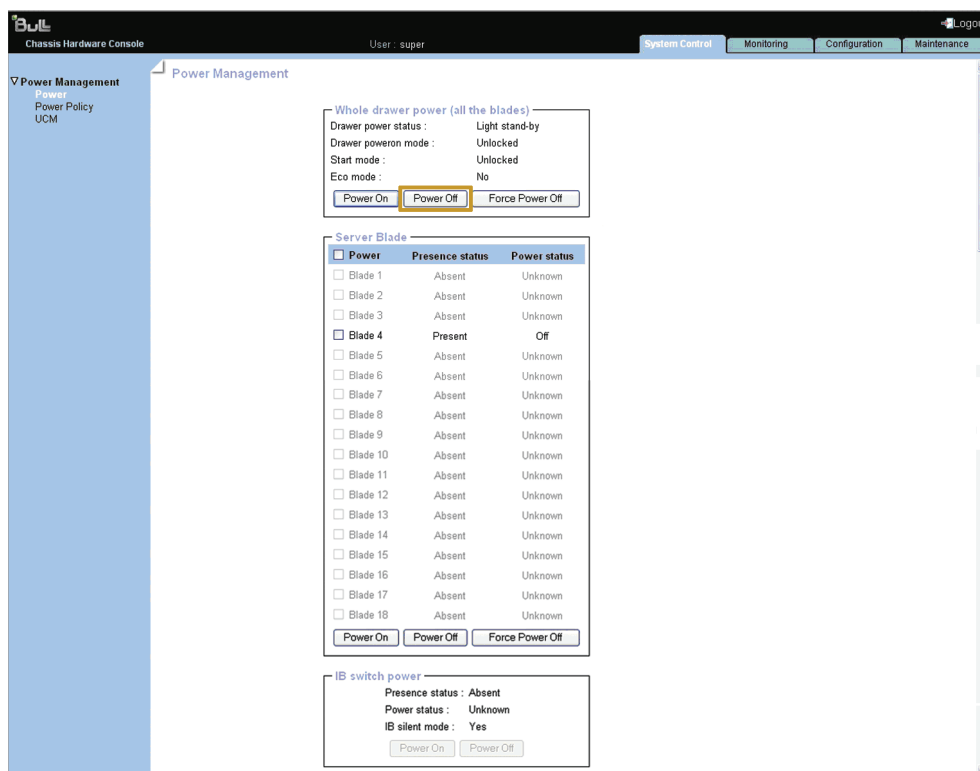 Bull
Logou
Chassis Hardware Console
User : super
System Control
Monitoring
Configuration
Maintenance
Power Management
Power
Power Policy
UCM
Power Management
Whole drawer power (all the blades)
Drawer power status : Light stand-by
Drawer poweron mode : Unlocked
Start mode : Unlocked
Eco mode : No
Power On Power Off Force Power Off
Server Blade
Power Presence status Power status
Blade 1 Absent Unknown
Blade 2 Absent Unknown
Blade 3 Absent Unknown
Blade 4 Present Off
Blade 5 Absent Unknown
Blade 6 Absent Unknown
Blade 7 Absent Unknown
Blade 8 Absent Unknown
Blade 9 Absent Unknown
Blade 10 Absent Unknown
Blade 11 Absent Unknown
Blade 12 Absent Unknown
Blade 13 Absent Unknown
Blade 14 Absent Unknown
Blade 15 Absent Unknown
Blade 16 Absent Unknown
Blade 17 Absent Unknown
Blade 18 Absent Unknown
Power On Power Off Force Power Off
IB switch power
Presence status : Absent
Power status : Unknown
IB silent mode : Yes
Power On Power Off